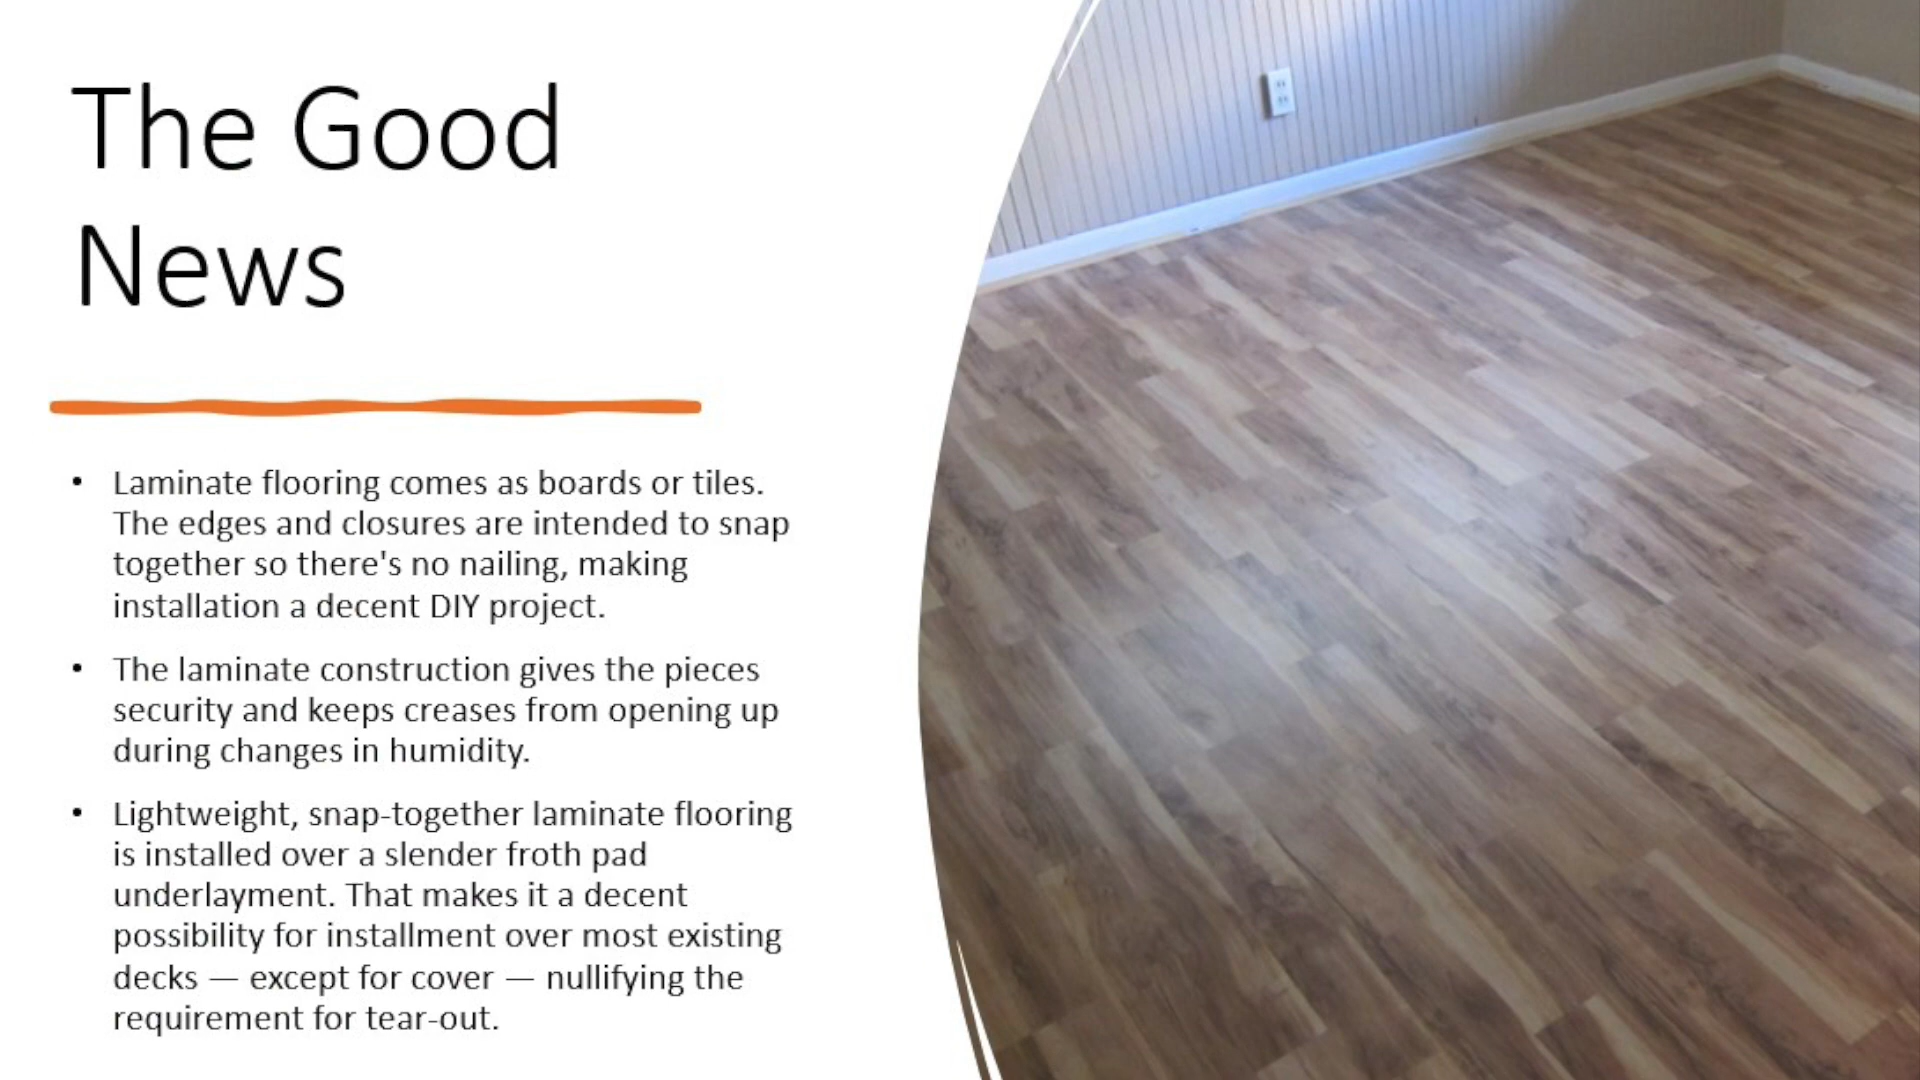 The Good
News
• Laminate flooring comes as boards or tiles.
The edges and closures are intended to snap
together so there's no nailing, making
installation a decent DIY project.
• The laminate construction gives the pieces
security and keeps creases from opening up
during changes in humidity.
• Lightweight, snap-together laminate flooring
is installed over a slender froth pad
underlayment. That makes it a decent
possibility for installment over most existing
decks — except for cover — nullifying the
requirement for tear-out.